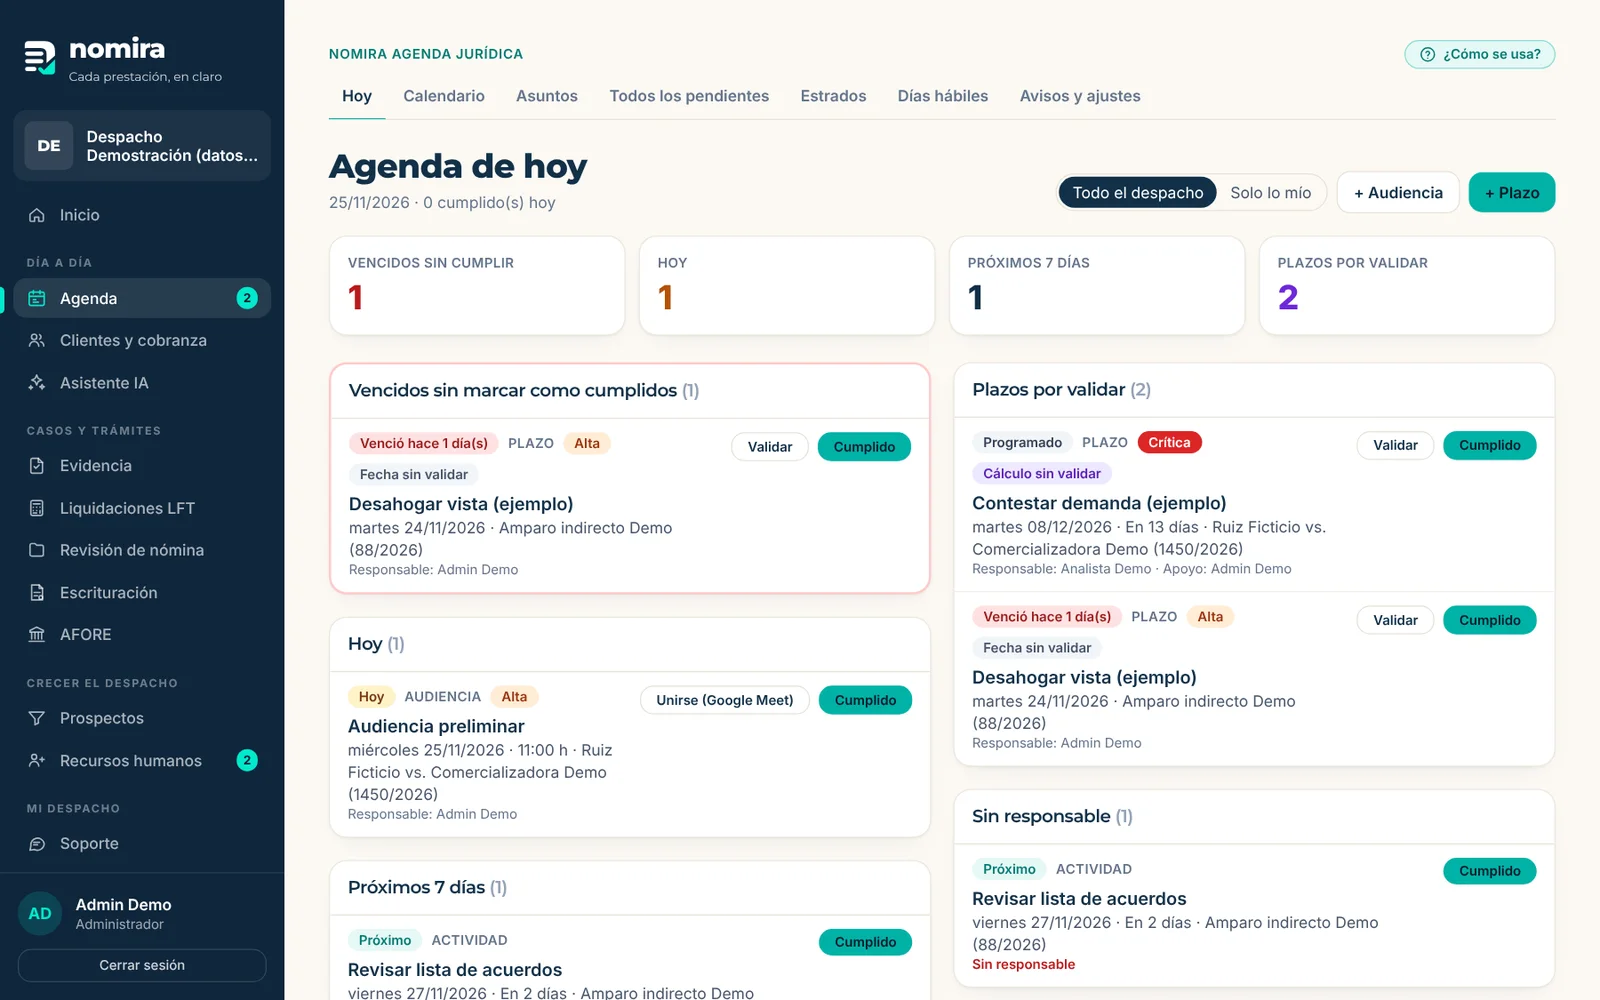 nomira
Cada prestación, en claro
DE
Despacho
Demostración (datos...
Inicio
DÍA A DÍA
Agenda
2
Clientes y cobranza
Asistente IA
CASOS Y TRÁMITES
Evidencia
Liquidaciones LFT
Revisión de nómina
Escrituración
AFORE
CRECER EL DESPACHO
Prospectos
Recursos humanos
2
MI DESPACHO
Soporte
AD
Admin Demo
Administrador
Cerrar sesión
NOMIRA AGENDA JURÍDICA
¿Cómo se usa?
Hoy
Calendario
Asuntos
Todos los pendientes
Estrados
Días hábiles
Avisos y ajustes
Agenda de hoy
25/11/2026 · 0 cumplido(s) hoy
Todo el despacho
Solo lo mío
+ Audiencia
+ Plazo
VENCIDOS SIN CUMPLIR
1
HOY
1
PRÓXIMOS 7 DÍAS
1
PLAZOS POR VALIDAR
2
Vencidos sin marcar como cumplidos (1)
Venció hace 1 día(s) PLAZO Alta
Validar
Cumplido
Fecha sin validar
Desahogar vista (ejemplo)
martes 24/11/2026 · Amparo indirecto Demo
(88/2026)
Responsable: Admin Demo
Hoy (1)
Hoy AUDIENCIA Alta
Unirse (Google Meet)
Cumplido
Audiencia preliminar
miércoles 25/11/2026 · 11:00 h · Ruiz
Ficticio vs. Comercializadora Demo
(1450/2026)
Responsable: Admin Demo
Próximos 7 días (1)
Próximo ACTIVIDAD
Cumplido
Revisar lista de acuerdos
viernes 27/11/2026 · En 2 días · Amparo indirecto Demo
Plazos por validar (2)
Programado PLAZO Crítica
Validar
Cumplido
Cálculo sin validar
Contestar demanda (ejemplo)
martes 08/12/2026 · En 13 días · Ruiz Ficticio vs.
Comercializadora Demo (1450/2026)
Responsable: Analista Demo · Apoyo: Admin Demo
Venció hace 1 día(s) PLAZO Alta
Validar
Cumplido
Fecha sin validar
Desahogar vista (ejemplo)
martes 24/11/2026 · Amparo indirecto Demo
(88/2026)
Responsable: Admin Demo
Sin responsable (1)
Próximo ACTIVIDAD
Cumplido
Revisar lista de acuerdos
viernes 27/11/2026 · En 2 días · Amparo indirecto Demo
(88/2026)
Sin responsable